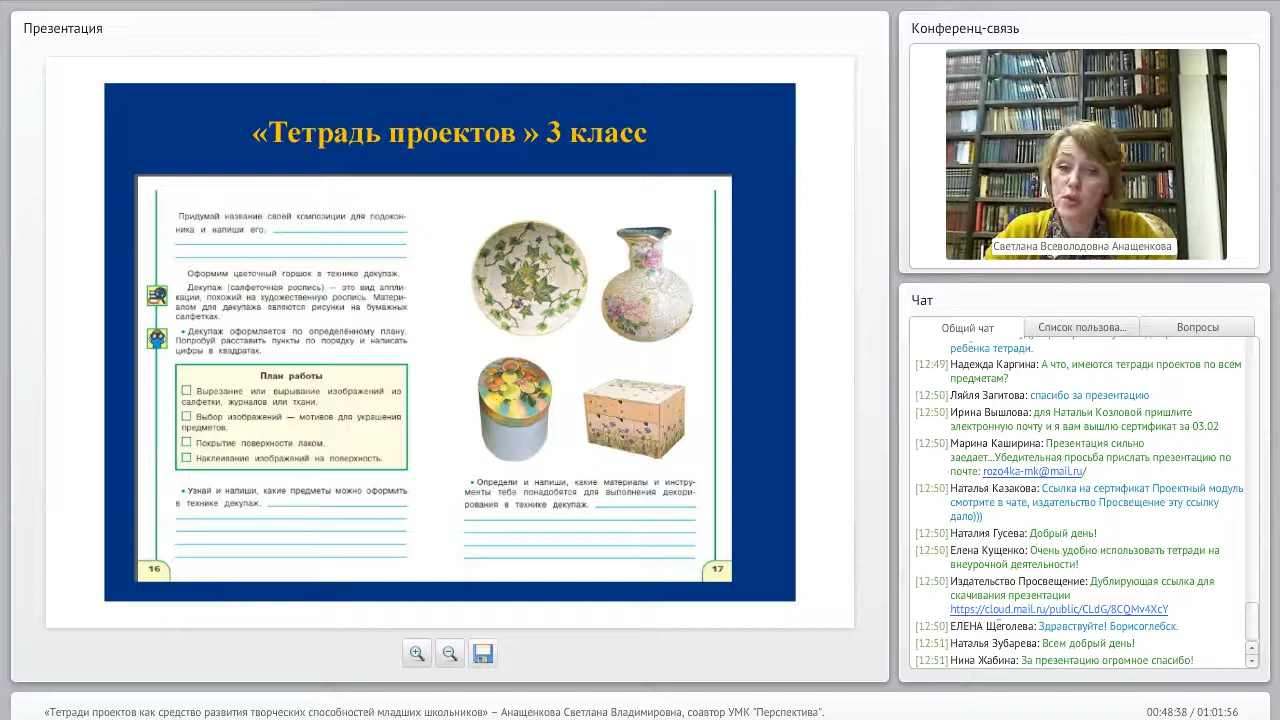 Презентация
«Тетрадь проектов » 3 класс
Придумай название своей композиции для подокон-
ника и напиши его.
Оформим цветочный горшок в технике декупаж.
Декупаж (салфеточная роспись) — это вид аппли-
кации, похожий на художественную роспись. Матери-
алом для декупажа являются рисунки на бумажных
салфетках.
• Декупаж оформляется по определённому плану.
Попробуй расставить пункты по порядку и написать
цифры в квадратах.
План работы
Вырезание или вырывание изображений из
салфетки, журналов или ткани.
Выбор изображений — мотивов для украшения
предметов.
Покрытие поверхности лаком.
Наклеивание изображений на поверхность.
• Узнай и напиши, какие предметы можно оформить
в технике декупаж.
16
• Определи и напиши, какие материалы и инстру-
менты тебе понадобятся для выполнения декори-
рования в технике декупаж.
17
Конференц-связь
Светлана Всеволодовна Анащенкова
Чат
Общий чат
Список пользова...
Вопросы
ребенка тетради.
[12:49] Надежда Каргина: А что, имеются тетради проектов по всем
предметам?
[12:50] Ляйля Загитова: спасибо за презентацию
[12:50] Ирина Вышлова: для Натальи Козловой пришлите
электронную почту и я вам вышлю сертификат за 03.02
[12:50] Марина Каширина: Презентация сильно
заедает...Убедительная просьба прислать презентацию по
почте: rozo4ka-mk@mail.ru/
[12:50] Наталья Казакова: Ссылка на сертификат Проектный модуль
смотрите в чате, издательство Просвещение эту ссылку
дало)))
[12:50] Наталия Гусева: Добрый день!
[12:50] Елена Кущенко: Очень удобно использовать тетради на
внеурочной деятельности!
[12:50] Издательство Просвещение: Дублирующая ссылка для
скачивания презентации
https://cloud.mail.ru/public/CLdG/8CQMv4XcY
[12:50] ЕЛЕНА Щёголева: Здравствуйте! Борисоглебск.
[12:51] Наталья Зубарева: Всем добрый день!
[12:51] Нина Жабина: За презентацию огромное спасибо!
«Тетради проектов как средство развития творческих способностей младших школьников» – Анащенкова Светлана Владимировна, соавтор УМК "Перспектива".
00:48:38 / 01:01:56